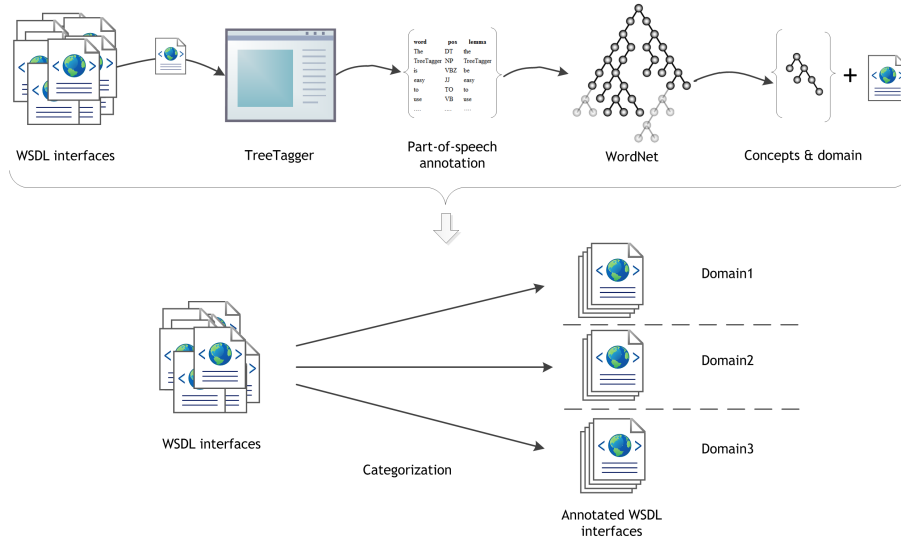 word pos lemma
The DT the
TreeTagger NP TreeTagger
is VBZ be
easy JJ easy
to TO to
use VB use
.... .... ....
WSDL interfaces
TreeTagger
Part-of-speech
annotation
WordNet
Concepts & domain
Domain1
Domain2
WSDL interfaces
Domain3
Categorization
Annotated WSDL
interfaces